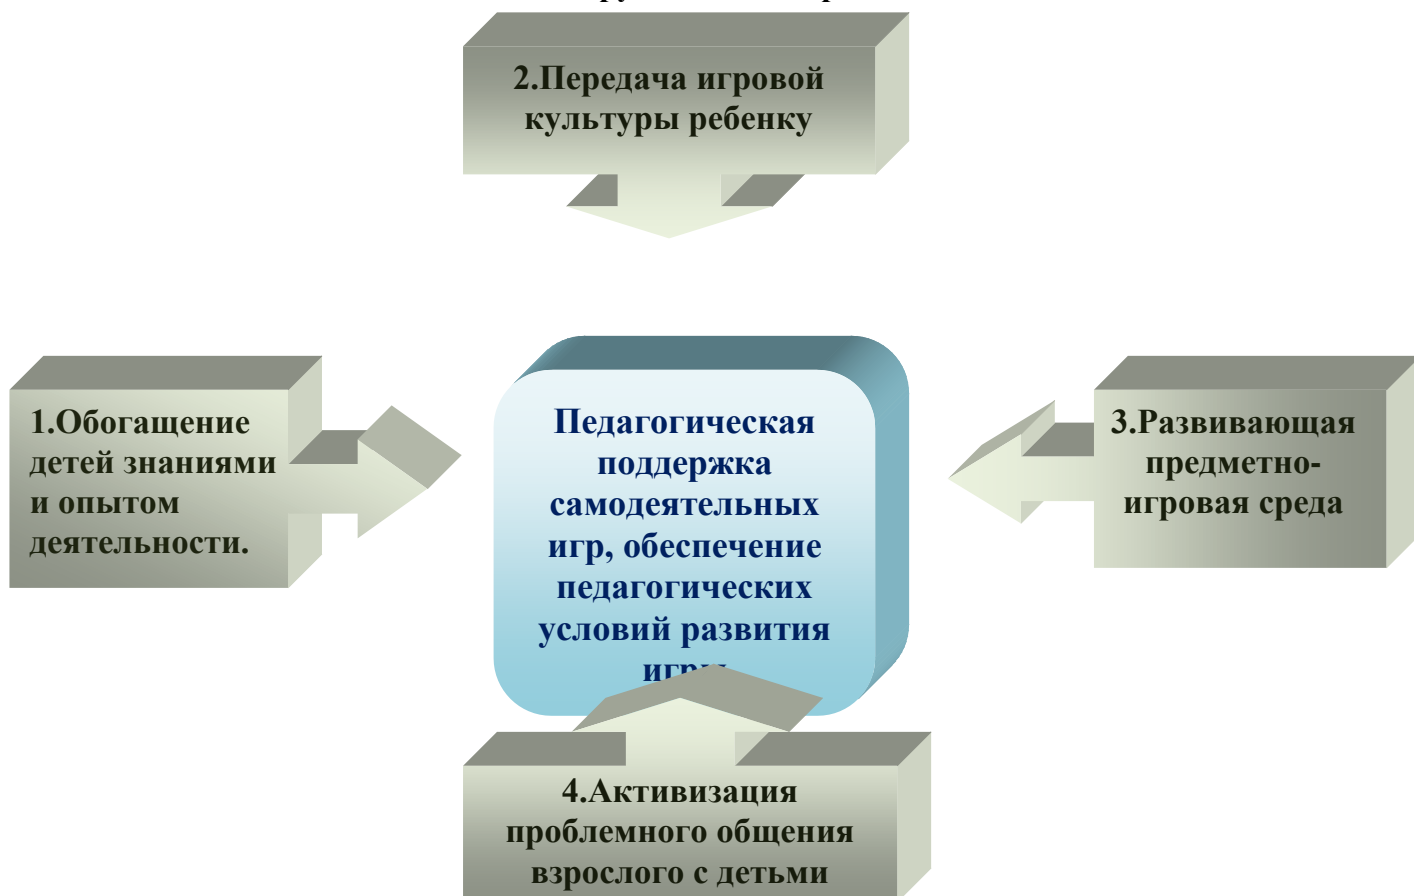 2.Передача игровой
культуры ребенку
1.Обогащение
детей знаниями
и опытом
деятельности.
Педагогическая
поддержка
самодеятельных
игр, обеспечение
педагогических
условий развития
3.Развивающая
предметно-
игровая среда
4.Активизация
проблемного общения
взрослого с детьми